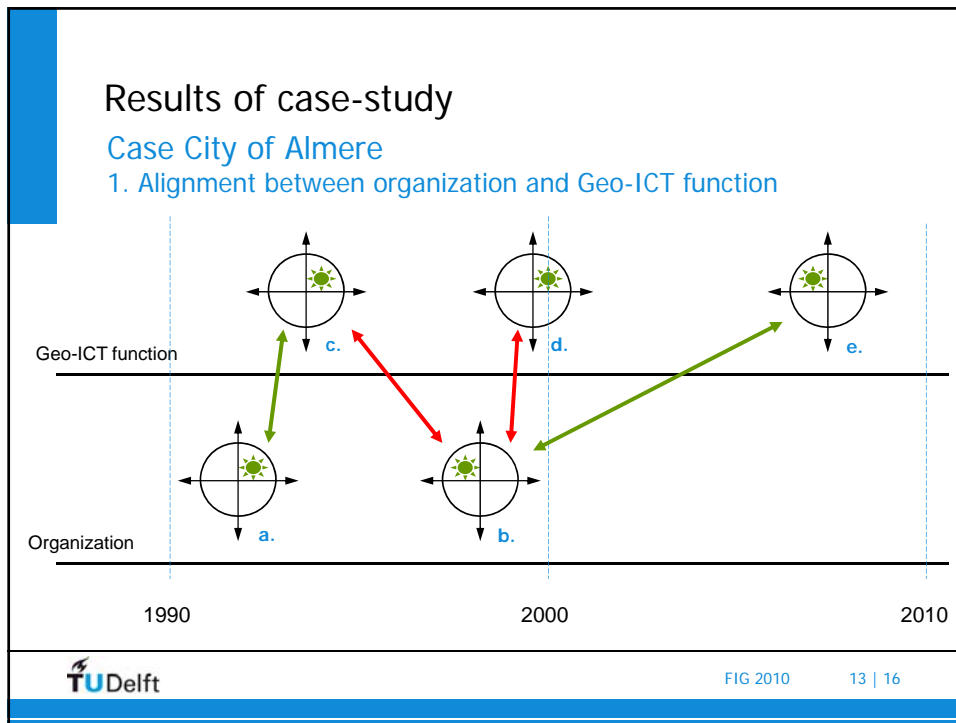 Results of case-study
Case City of Almere
1. Alignment between organization and Geo-ICT function
c.
d.
e.
Geo-ICT function
a.
b.
Organization
1990
2000
2010
TUDelft
FIG 2010
13 | 16